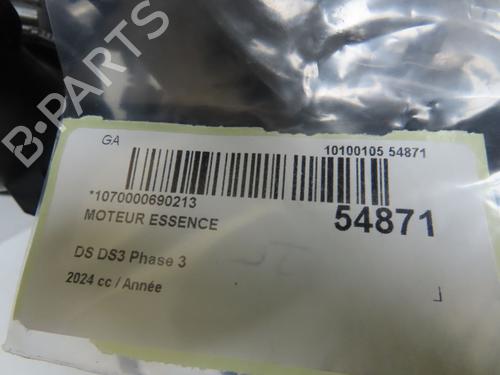 GA
10100105 54871
*1070000690213
MOTEUR ESSENCE
54871
DS DS3 Phase 3
2024 cc / Année
B-PARTS